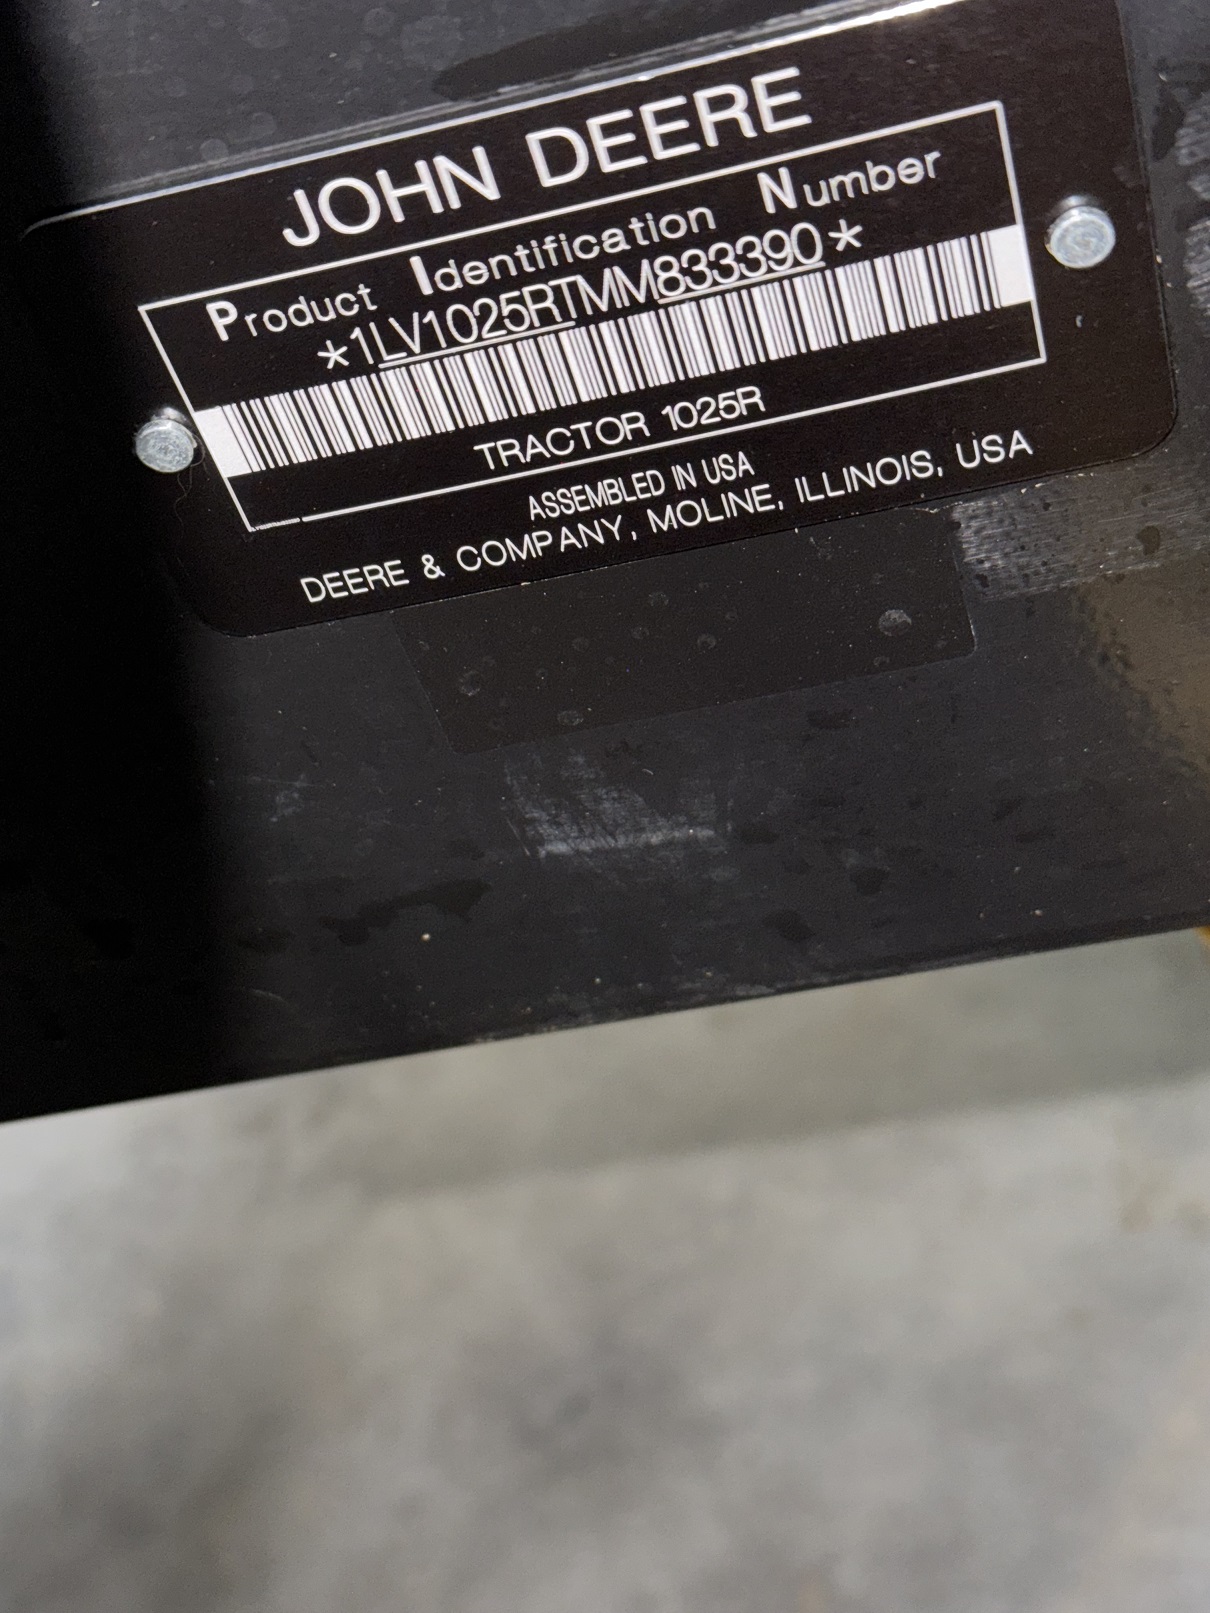 JOHN DEERE
Product Identification Number
*1LV1025RTMM833390*
TRACTOR 1025R
ASSEMBLED IN USA
DEERE & COMPANY, MOLINE, ILLINOIS, USA